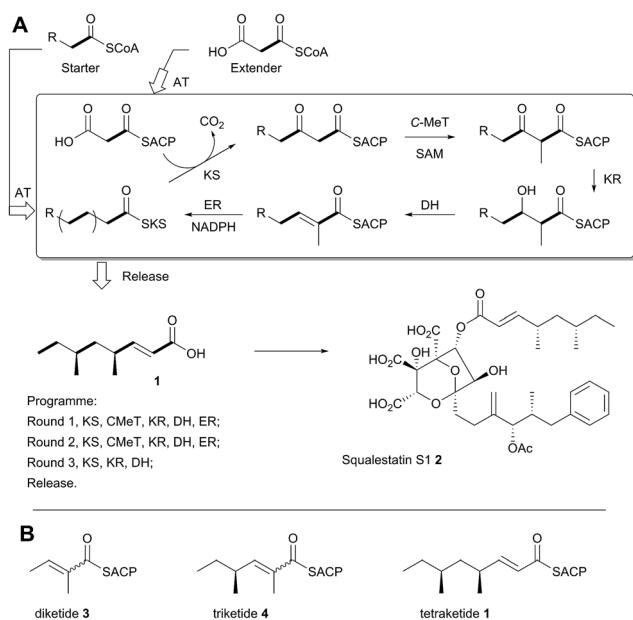 A
R
O
SCoA
Starter
HO
O
O
SCoA
Extender
AT
HO
O
O
SACP
CO2
KS
R
O
O
SACP
C-MeT
SAM
R
O
O
SACP
KR
AT
R
O
SKS
ER
NADPH
R
O
SACP
DH
R
OH
O
SACP
Release
O
OH
1
O
O
HO2C
OH
HO2C
O
OH
HO2C
O
OAc
Squalestatin S1 2
Programme:
Round 1, KS, CMeT, KR, DH, ER;
Round 2, KS, CMeT, KR, DH, ER;
Round 3, KS, KR, DH;
Release.
B
O
SACP
diketide 3
O
SACP
triketide 4
O
SACP
tetraketide 1